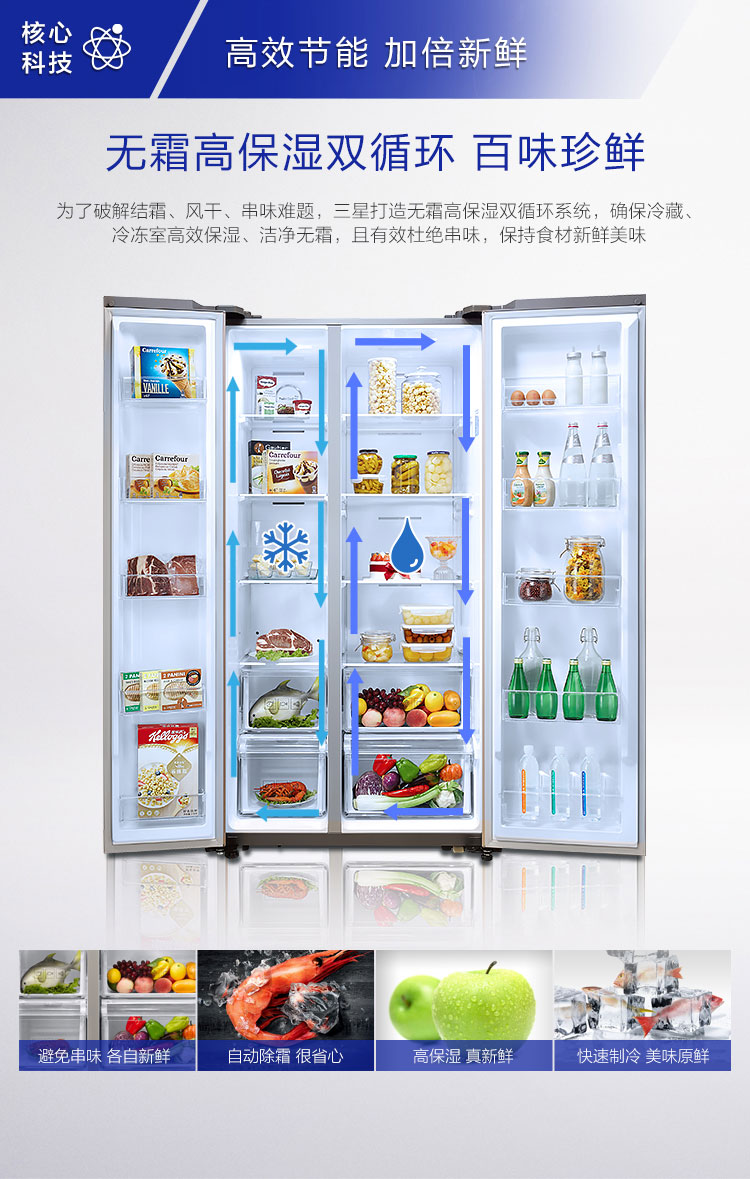 核心
科技
高效节能 加倍新鲜
无霜高保湿双循环 百味珍鲜
为了破解结霜、风干、串味难题，三星打造无霜高保湿双循环系统，确保冷藏、
冷冻室高效保湿、洁净无霜，且有效杜绝串味，保持食材新鲜美味
Carrefour
VANILLE
Carrefour
Carrefour
2 PANINI
Kelloggs
避免串味 各自新鲜
自动除霜 很省心
高保湿 真新鲜
快速制冷 美味原鲜